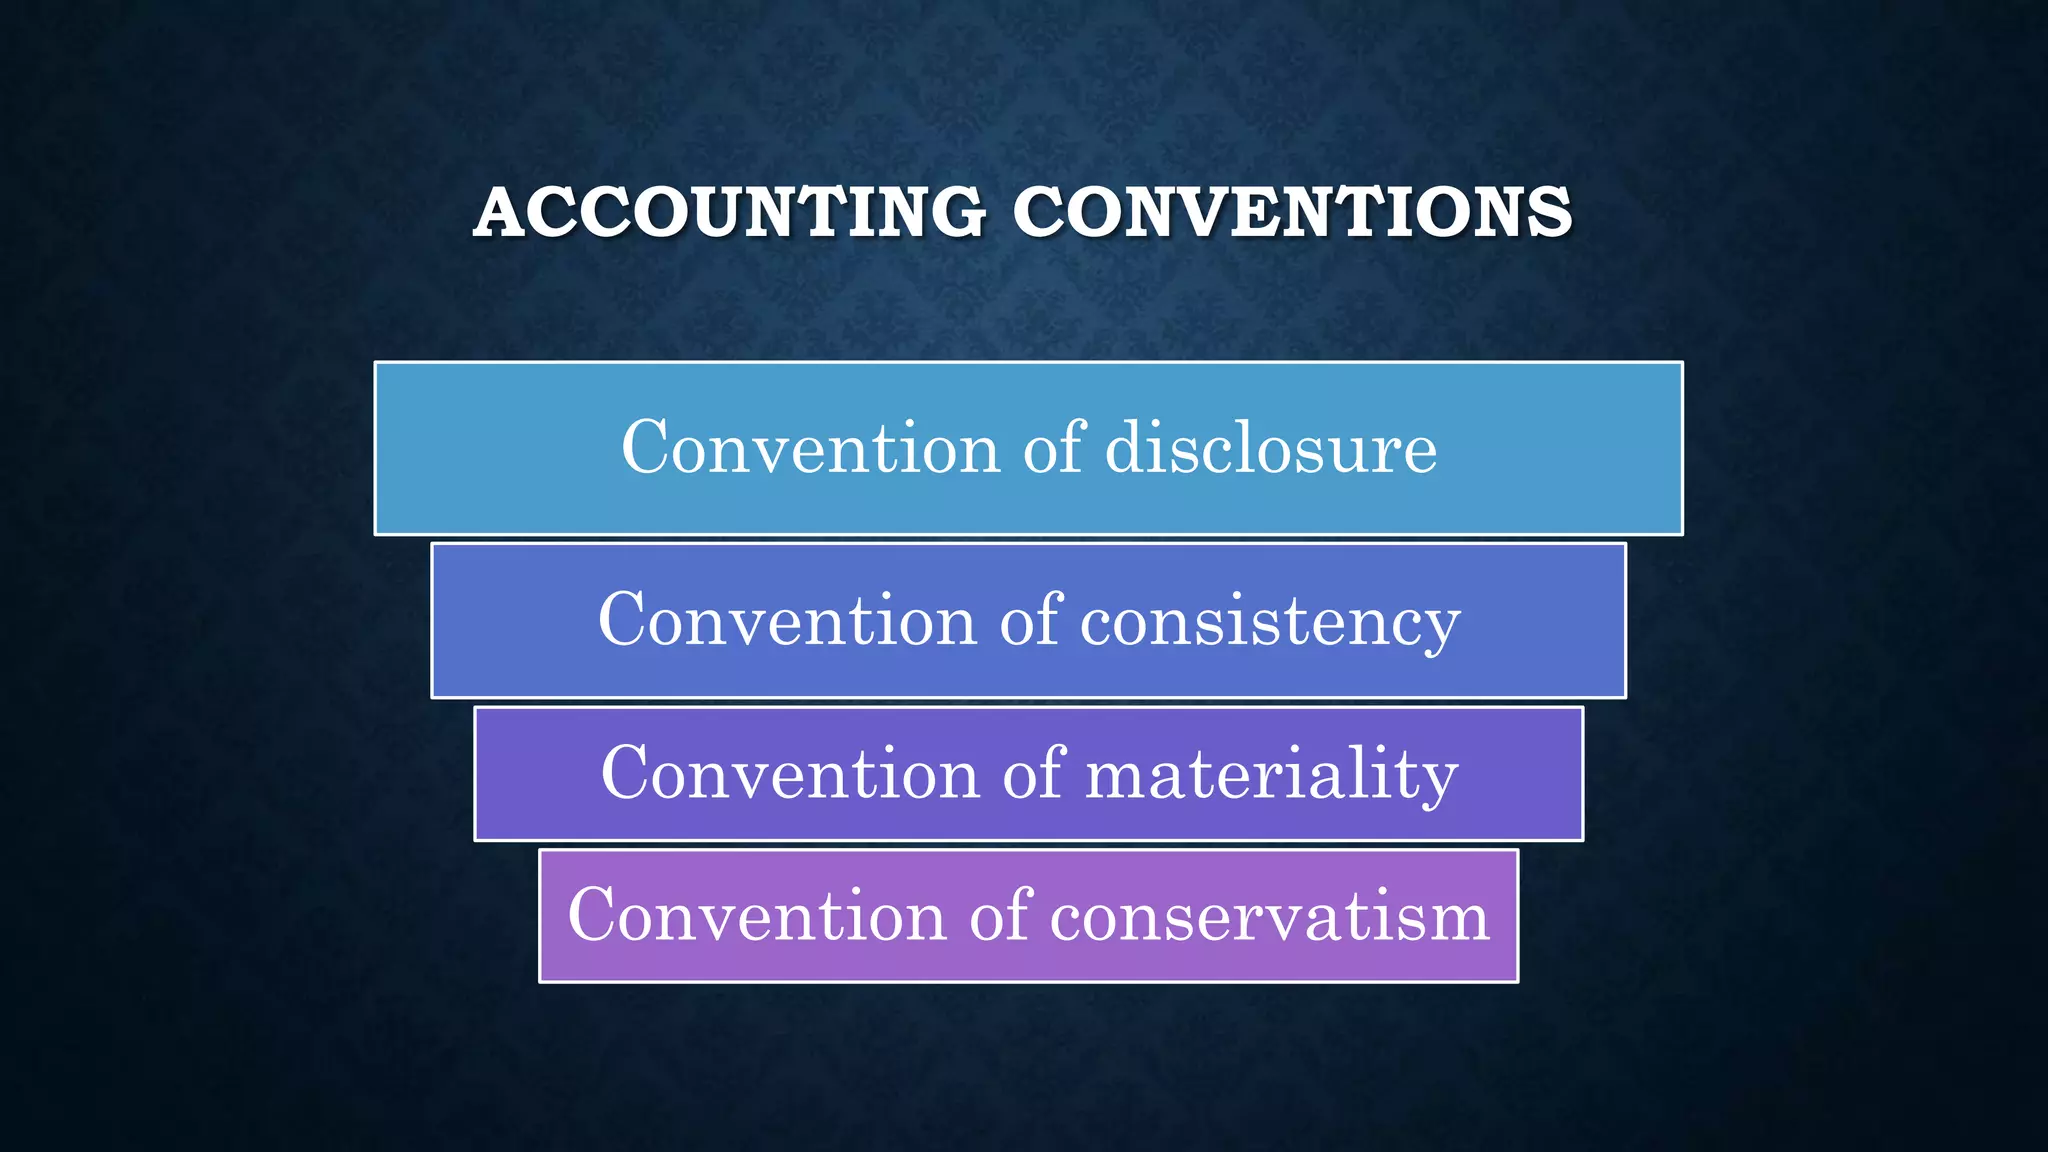 ACCOUNTING CONVENTIONS
Convention of disclosure
Convention of consistency
Convention of materiality
Convention of conservatism